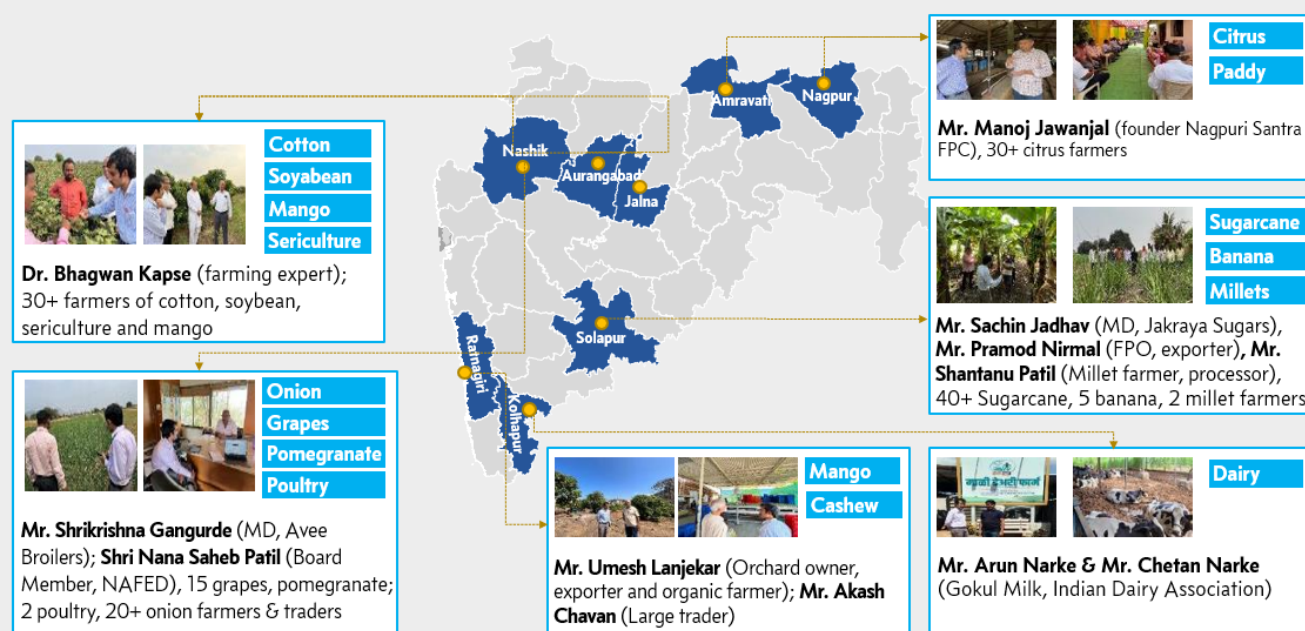 Citrus
Paddy
Mr. Manoj Jawanjal (founder Nagpuri Santra
FPC), 30+ citrus farmers
Amravati
Nagpur
Nashik
Aurangabad
Jalna
Solapur
Ratnagiri
Kolhapur
Cotton
Soyabean
Mango
Sericulture
Dr. Bhagwan Kapse (farming expert);
30+ farmers of cotton, soybean,
sericulture and mango
Sugarcane
Banana
Millets
Mr. Sachin Jadhav (MD, Jakraya Sugars),
Mr. Pramod Nirmal (FPO, exporter), Mr.
Shantanu Patil (Millet farmer, processor),
40+ Sugarcane, 5 banana, 2 millet farmers
Onion
Grapes
Pomegranate
Poultry
Mr. Shrikrishna Gangurde (MD, Avee
Broilers); Shri Nana Saheb Patil (Board
Member, NAFED), 15 grapes, pomegranate;
2 poultry, 20+ onion farmers & traders
Mango
Cashew
Mr. Umesh Lanjekar (Orchard owner,
exporter and organic farmer); Mr. Akash
Chavan (Large trader)
Dairy
Mr. Arun Narke & Mr. Chetan Narke
(Gokul Milk, Indian Dairy Association)